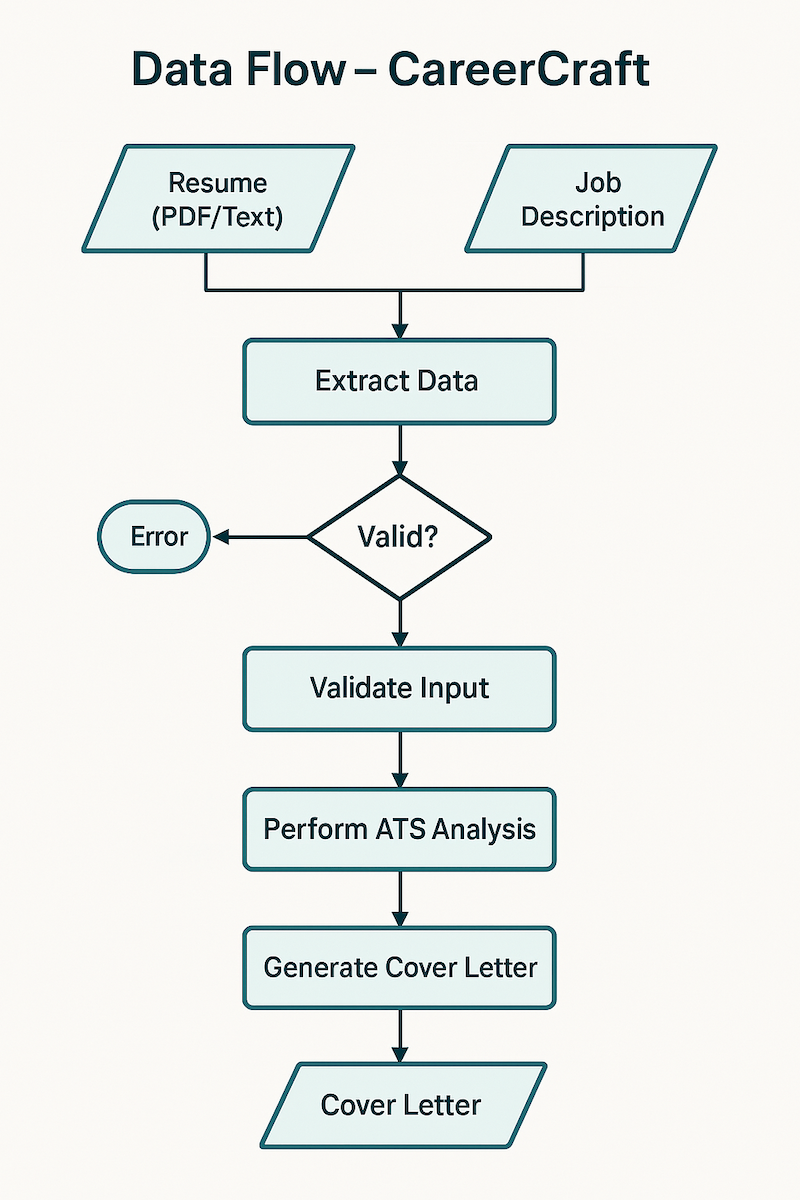 Data Flow – CareerCraft
Resume
(PDF/Text)
Job
Description
Extract Data
Valid?
Error
Validate Input
Perform ATS Analysis
Generate Cover Letter
Cover Letter